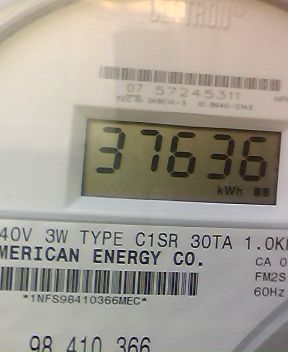 CENTRON®
07 57245311
37636
kWh
40V 3W TYPE C1SR 30TA 1.0K
MERICAN ENERGY CO.
CA 0
FM2S
60Hz
*1NFS98410366MEC*
98 410 366